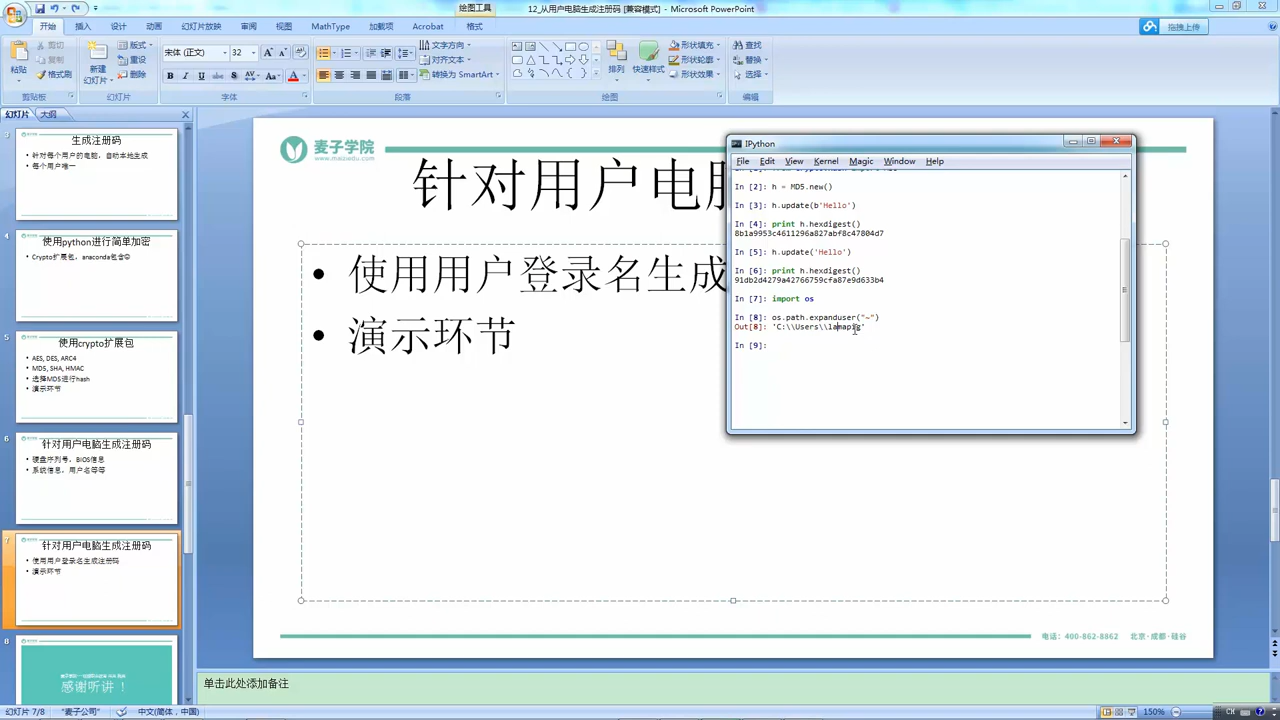 绘图工具
12_从用户电脑生成注册码 [兼容模式] - Microsoft PowerPoint
开始 插入 设计 动画 幻灯片放映 审阅 视图 MathType 加载项 Acrobat 格式
拖拽上传
粘贴
剪切
复制
格式刷
剪贴板
新建
幻灯片
版式
重设
删除
幻灯片
宋体 (正文) 32
字体
文字方向
对齐文本
转换为 SmartArt
段落
排列 快速样式
形状填充
形状轮廓
形状效果
绘图
查找
替换
选择
编辑
幻灯片 大纲
3
生成注册码
针对每个用户的电脑，自动本地生成
每个用户唯一
4
使用python进行简单加密
Crypto扩展包，anaconda包含
5
使用crypto扩展包
AES, DES, ARC4
MD5, SHA, HMAC
选择MD5进行hash
演示环节
6
针对用户电脑生成注册码
硬盘序列号，BIOS信息
系统信息，用户名等等
7
针对用户电脑生成注册码
使用用户登录名生成注册码
演示环节
8
感谢听讲！
麦子学院
www.maiziedu.com
针对用户电脑
• 使用用户登录名生成
• 演示环节
电话：400-862-8862 北京·成都·硅谷
IPython
File Edit View Kernel Magic Window Help
In [2]: h = MD5.new()
In [3]: h.update(b'Hello')
In [4]: print h.hexdigest()
8b1a9953c4611296a827abf8c47804d7
In [5]: h.update('Hello')
In [6]: print h.hexdigest()
91db2d4279a42766759cfa87e9d633b4
In [7]: import os
In [8]: os.path.expanduser("~")
Out[8]: 'C:\\Users\\lamapig'
In [9]:
单击此处添加备注
幻灯片 7/8 "麦子公司" 中文(简体，中国) 150% CH